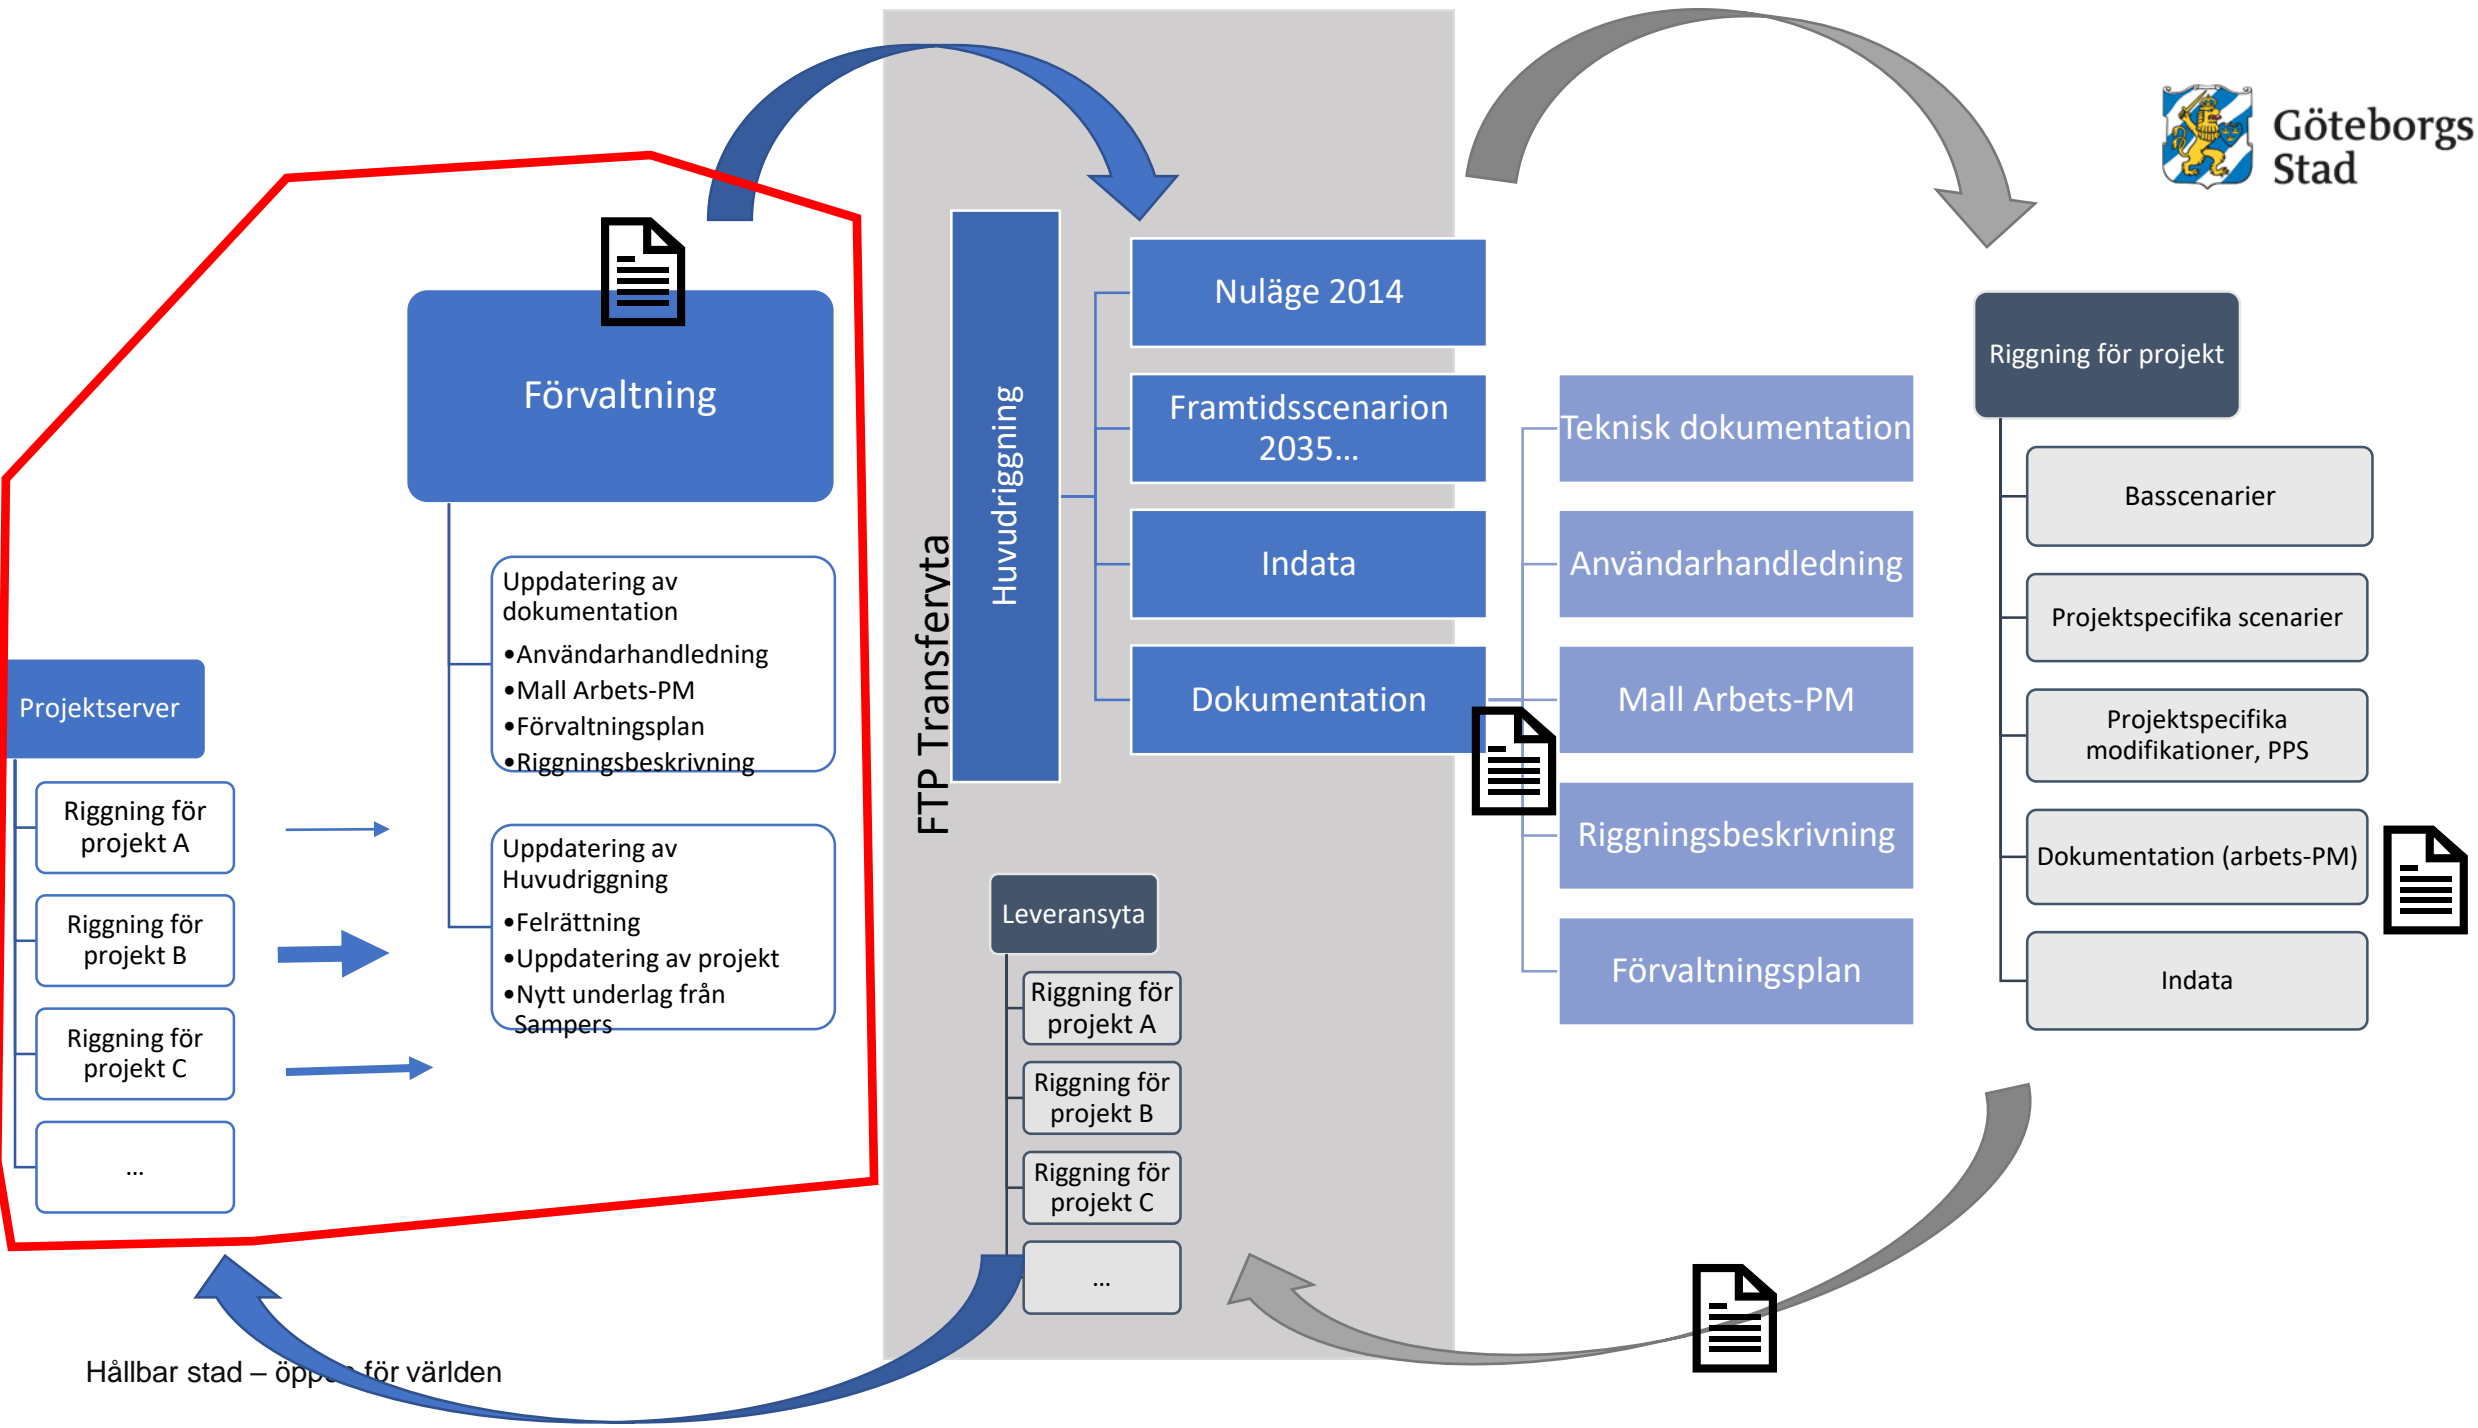 Göteborgs
Stad
Förvaltning
Uppdatering av
dokumentation
•Användarhandledning
•Mall Arbets-PM
•Förvaltningsplan
•Riggningsbeskrivning
Uppdatering av
Huvudriggning
•Felrättning
•Uppdatering av projekt
•Nytt underlag från
Sampers
Projektserver
Riggning för
projekt A
Riggning för
projekt B
Riggning för
projekt C
...
FTP Transferyta
Huvudriggning
Nuläge 2014
Framtidsscenarion
2035...
Indata
Dokumentation
Teknisk dokumentation
Användarhandledning
Mall Arbets-PM
Riggningsbeskrivning
Förvaltningsplan
Leveransyta
Riggning för
projekt A
Riggning för
projekt B
Riggning för
projekt C
...
Riggning för projekt
Basscenarier
Projektspecifika scenarier
Projektspecifika
modifikationer, PPS
Dokumentation (arbets-PM)
Indata
Hållbar stad – öppen för världen